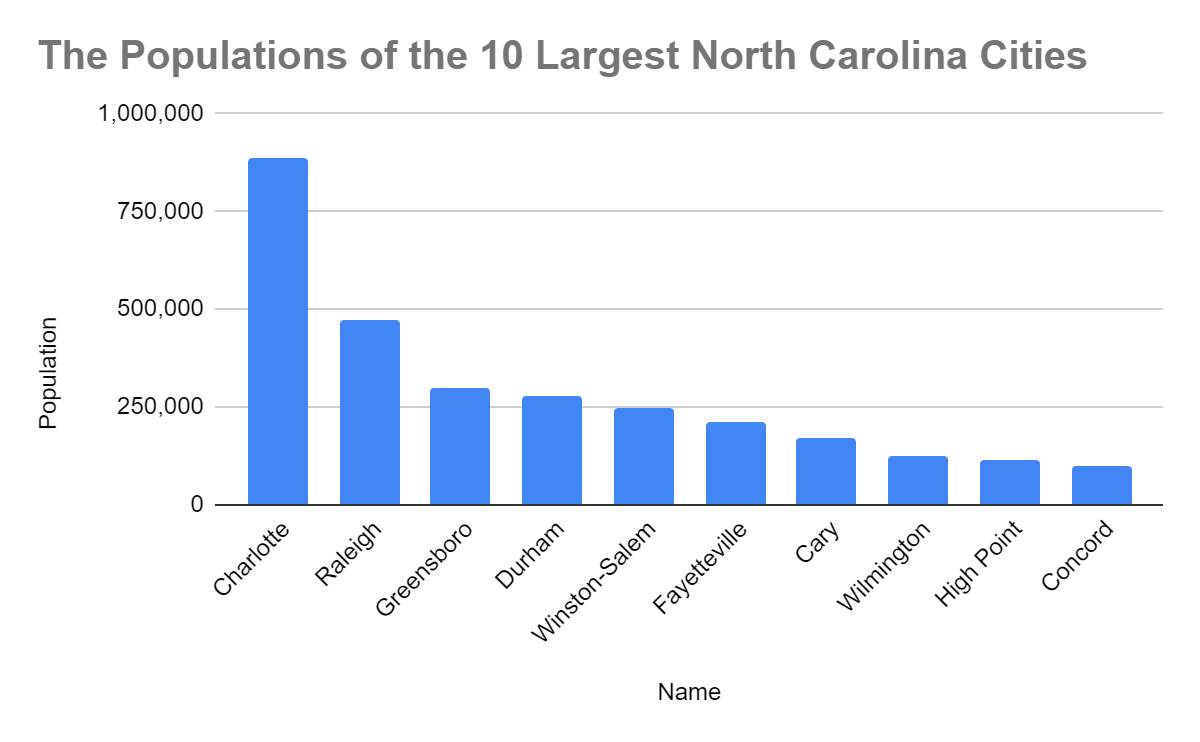 The Populations of the 10 Largest North Carolina Cities
1,000,000
750,000
500,000
250,000
0
Population
Charlotte
Raleigh
Greensboro
Durham
Winston-Salem
Fayetteville
Cary
Wilmington
High Point
Concord
Name